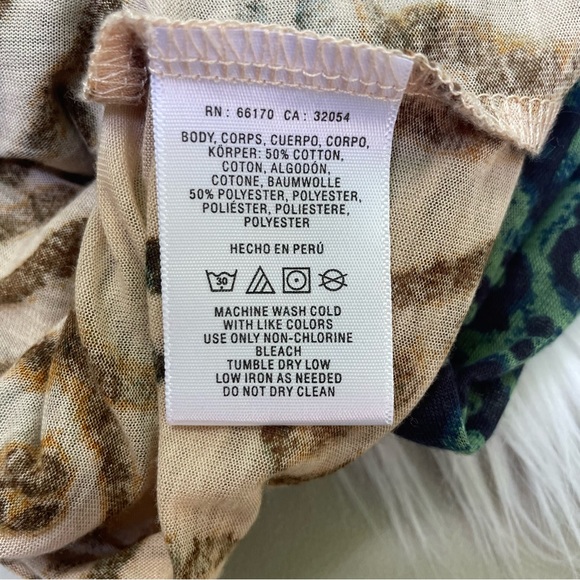 RN: 66170 CA: 32054
BODY, CORPS, CUERPO, CORPO,
KÖRPER: 50% COTTON,
COTON, ALGODÓN,
COTONE, BAUMWOLLE
50% POLYESTER, POLYESTER,
POLIÉSTER, POLIESTERE,
POLYESTER
HECHO EN PERÚ
30
MACHINE WASH COLD
WITH LIKE COLORS
USE ONLY NON-CHLORINE
BLEACH
TUMBLE DRY LOW
LOW IRON AS NEEDED
DO NOT DRY CLEAN